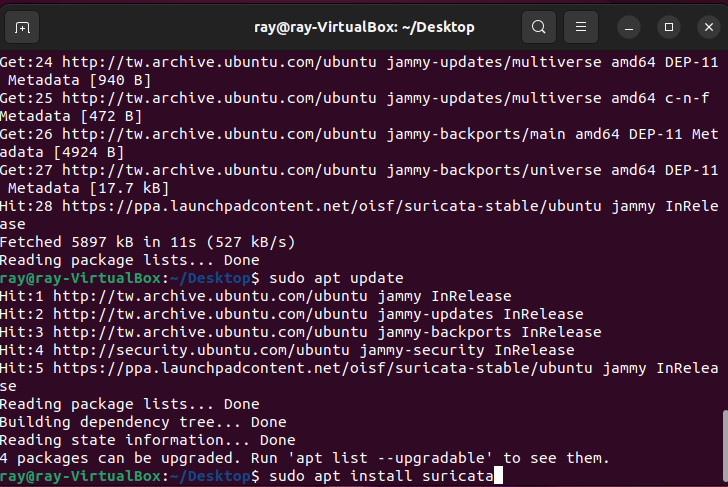 ray@ray-VirtualBox: ~/Desktop
Get:24 http://tw.archive.ubuntu.com/ubuntu jammy-updates/multiverse amd64 DEP-11
 Metadata [940 B]
Get:25 http://tw.archive.ubuntu.com/ubuntu jammy-updates/multiverse amd64 c-n-f
Metadata [472 B]
Get:26 http://tw.archive.ubuntu.com/ubuntu jammy-backports/main amd64 DEP-11 Met
adata [4924 B]
Get:27 http://tw.archive.ubuntu.com/ubuntu jammy-backports/universe amd64 DEP-11
 Metadata [17.7 kB]
Hit:28 https://ppa.launchpadcontent.net/oisf/suricata-stable/ubuntu jammy InRele
ase
Fetched 5897 kB in 11s (527 kB/s)
Reading package lists... Done
ray@ray-VirtualBox:~/Desktop$ sudo apt update
Hit:1 http://tw.archive.ubuntu.com/ubuntu jammy InRelease
Hit:2 http://tw.archive.ubuntu.com/ubuntu jammy-updates InRelease
Hit:3 http://tw.archive.ubuntu.com/ubuntu jammy-backports InRelease
Hit:4 http://security.ubuntu.com/ubuntu jammy-security InRelease
Hit:5 https://ppa.launchpadcontent.net/oisf/suricata-stable/ubuntu jammy InRelea
se
Reading package lists... Done
Building dependency tree... Done
Reading state information... Done
4 packages can be upgraded. Run 'apt list --upgradable' to see them.
ray@ray-VirtualBox:~/Desktop$ sudo apt install suricata